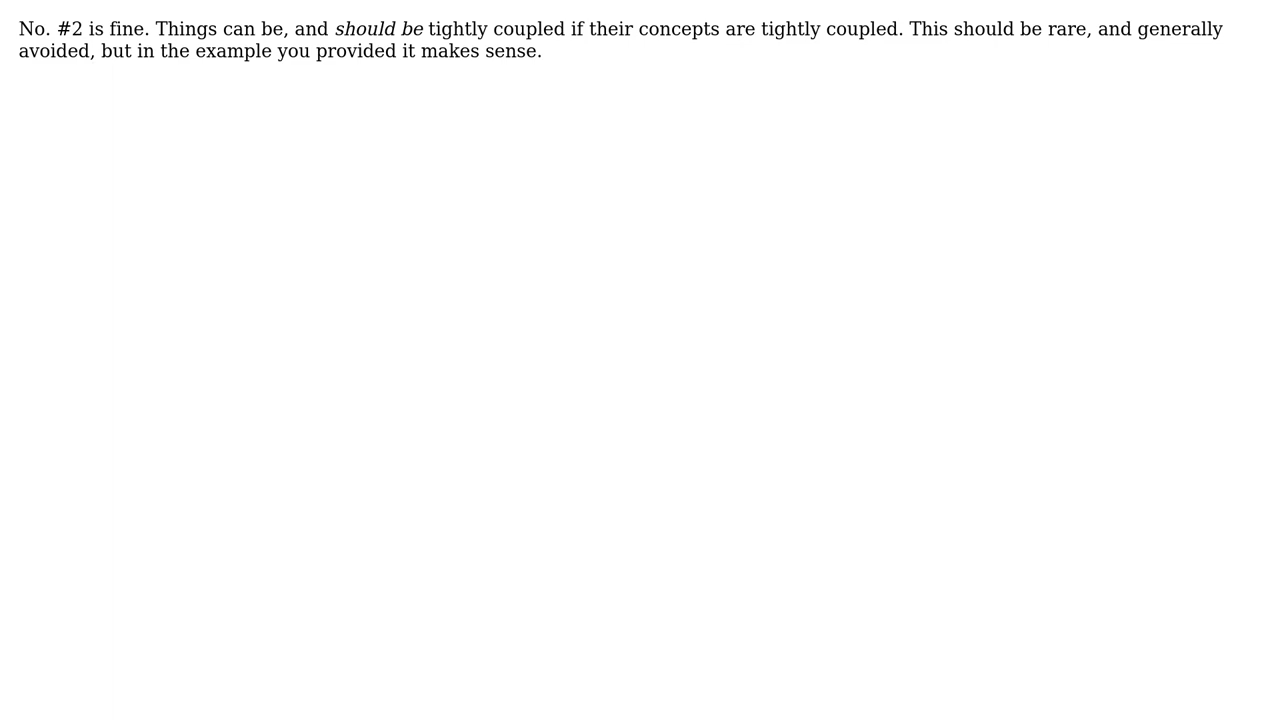 No. #2 is fine. Things can be, and should be tightly coupled if their concepts are tightly coupled. This should be rare, and generally
avoided, but in the example you provided it makes sense.